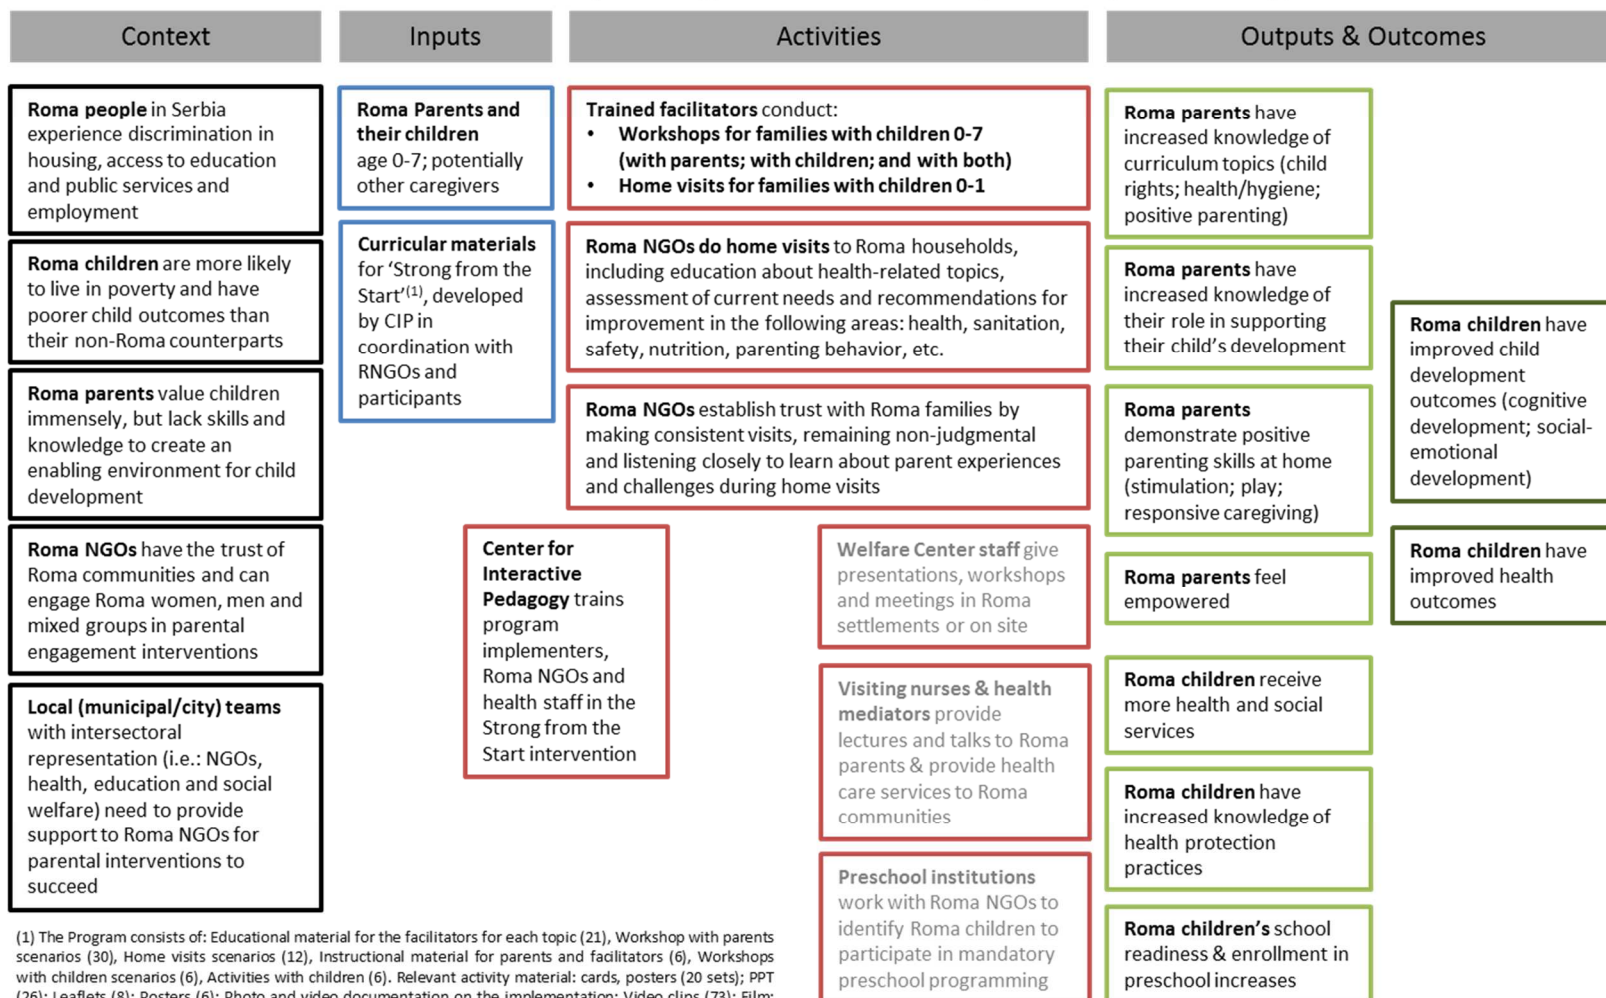 Context
Inputs
Activities
Outputs & Outcomes
Roma people in Serbia
experience discrimination in
housing, access to education
and public services and
employment
Roma children are more likely
to live in poverty and have
poorer child outcomes than
their non-Roma counterparts
Roma parents value children
immensely, but lack skills and
knowledge to create an
enabling environment for child
development
Roma NGOs have the trust of
Roma communities and can
engage Roma women, men and
mixed groups in parental
engagement interventions
Local (municipal/city) teams
with intersectoral
representation (i.e.: NGOs,
health, education and social
welfare) need to provide
support to Roma NGOs for
parental interventions to
succeed
Roma Parents and
their children
age 0-7; potentially
other caregivers
Curricular materials
for ‘Strong from the
Start’(1), developed
by CIP in
coordination with
RNGOs and
participants
Trained facilitators conduct:
• Workshops for families with children 0-7
(with parents; with children; and with both)
• Home visits for families with children 0-1
Roma NGOs do home visits to Roma households,
including education about health-related topics,
assessment of current needs and recommendations for
improvement in the following areas: health, sanitation,
safety, nutrition, parenting behavior, etc.
Roma NGOs establish trust with Roma families by
making consistent visits, remaining non-judgmental
and listening closely to learn about parent experiences
and challenges during home visits
Center for
Interactive
Pedagogy trains
program
implementers,
Roma NGOs and
health staff in the
Strong from the
Start intervention
Welfare Center staff give
presentations, workshops
and meetings in Roma
settlements or on site
Visiting nurses & health
mediators provide
lectures and talks to Roma
parents & provide health
care services to Roma
communities
Preschool institutions
work with Roma NGOs to
identify Roma children to
participate in mandatory
preschool programming
Roma parents have
increased knowledge of
curriculum topics (child
rights; health/hygiene;
positive parenting)
Roma parents have
increased knowledge of
their role in supporting
their child’s development
Roma parents
demonstrate positive
parenting skills at home
(stimulation; play;
responsive caregiving)
Roma parents feel
empowered
Roma children receive
more health and social
services
Roma children have
increased knowledge of
health protection
practices
Roma children’s school
readiness & enrollment in
preschool increases
Roma children have
improved child
development
outcomes (cognitive
development; social-
emotional
development)
Roma children have
improved health
outcomes
(1) The Program consists of: Educational material for the facilitators for each topic (21), Workshop with parents
scenarios (30), Home visits scenarios (12), Instructional material for parents and facilitators (6), Workshops
with children scenarios (6), Activities with children (6). Relevant activity material: cards, posters (20 sets); PPT
(26); Leaflets (8); Posters (6); Photo and video documentation on the implementation; Video clips (73); Film;